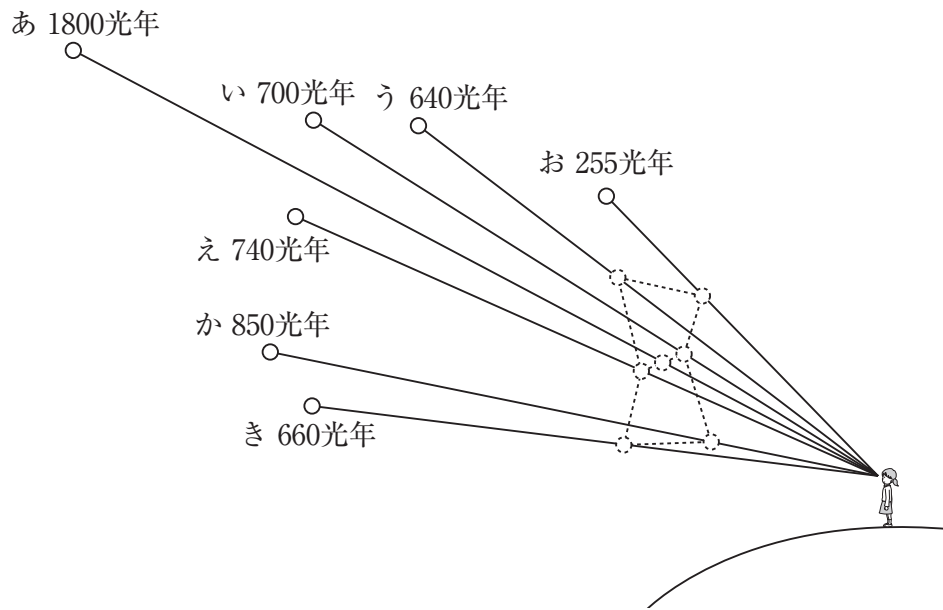 あ 1800光年
い 700光年
う 640光年
お 255光年
え 740光年
か 850光年
き 660光年